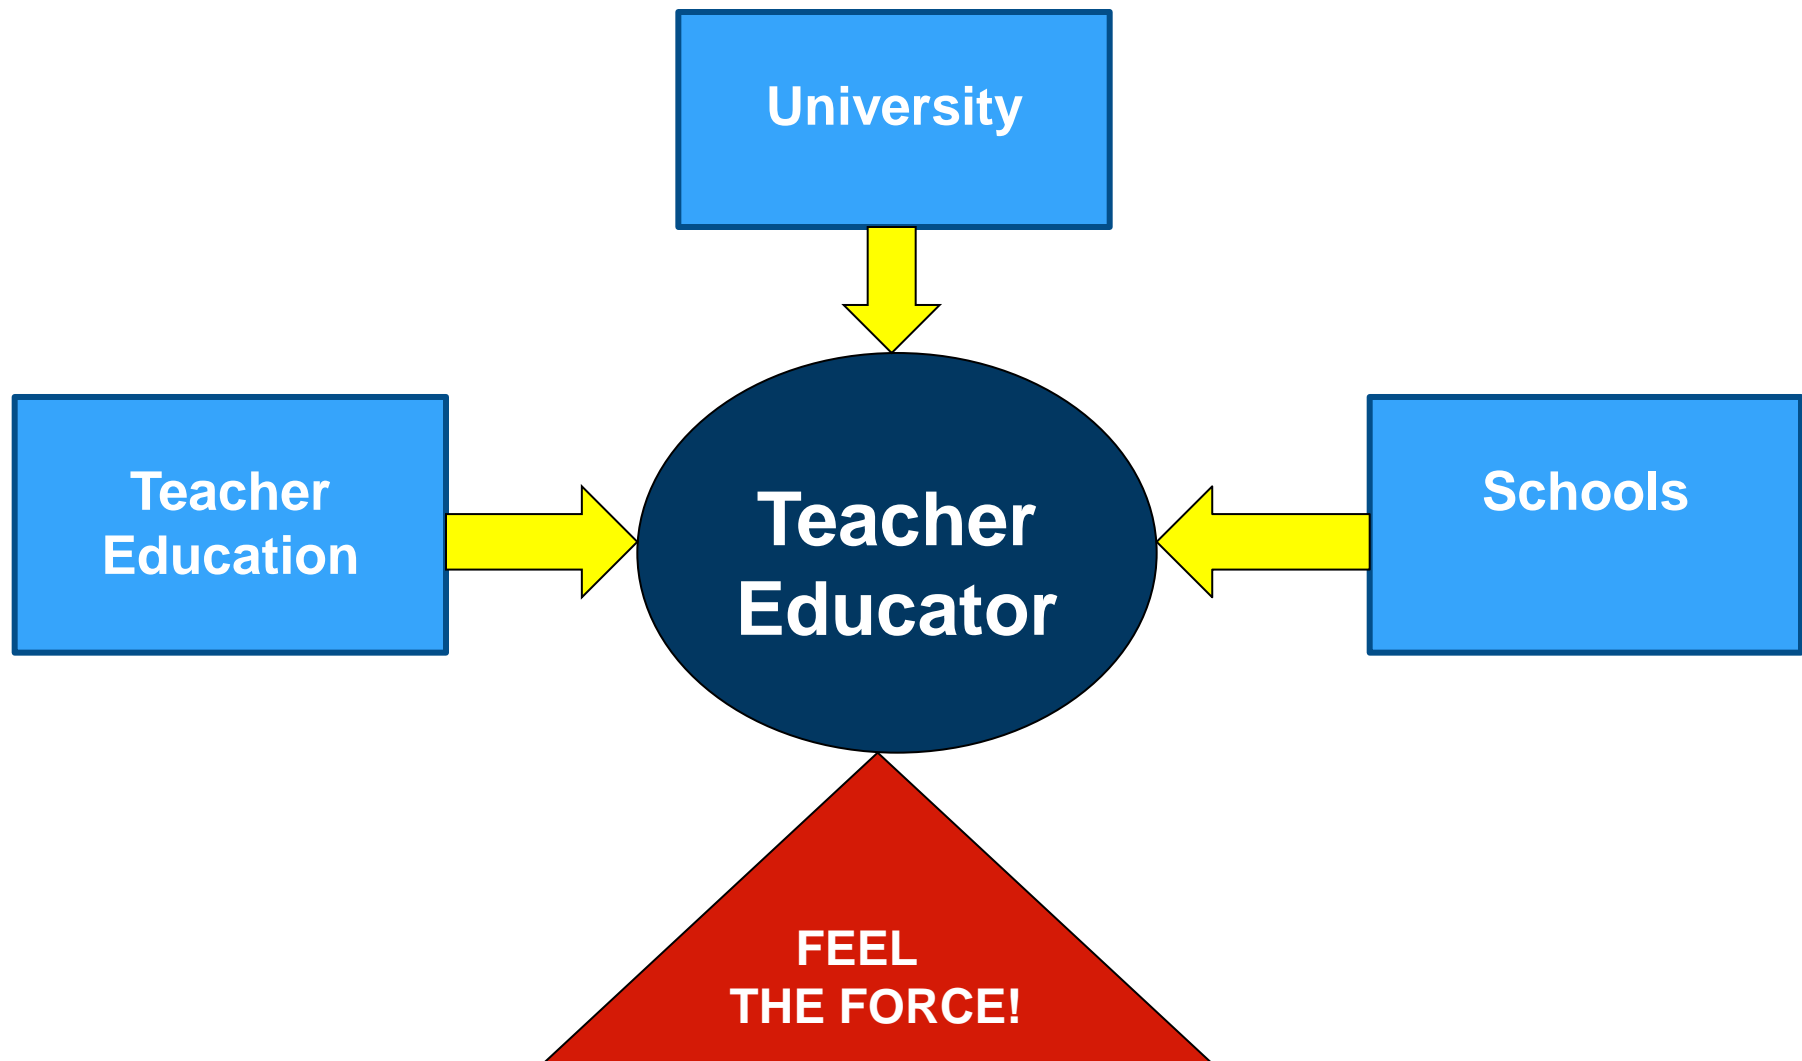 University
Teacher
Education
Teacher
Educator
Schools
FEEL
THE FORCE!